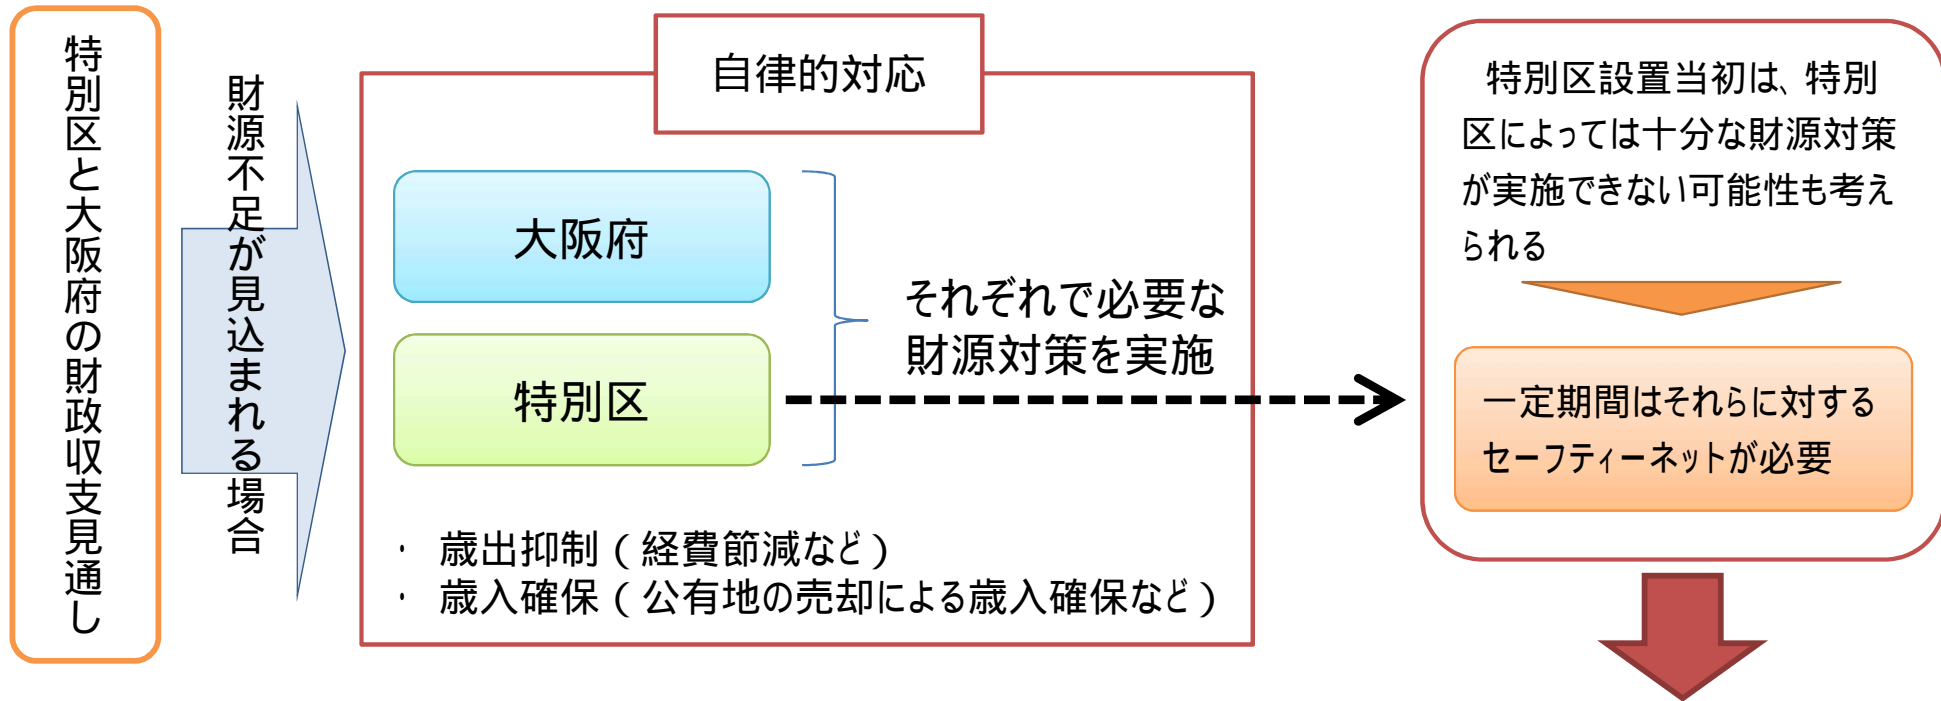 特別区と大阪府の財政収支見通し
財源不足が見込まれる場合
自律的対応
大阪府
特別区
それぞれで必要な
財源対策を実施
・ 歳出抑制（経費節減など）
・ 歳入確保（公有地の売却による歳入確保など）
特別区設置当初は、特別
区によっては十分な財源対策
が実施できない可能性も考え
られる
一定期間はそれらに対する
セーフティーネットが必要